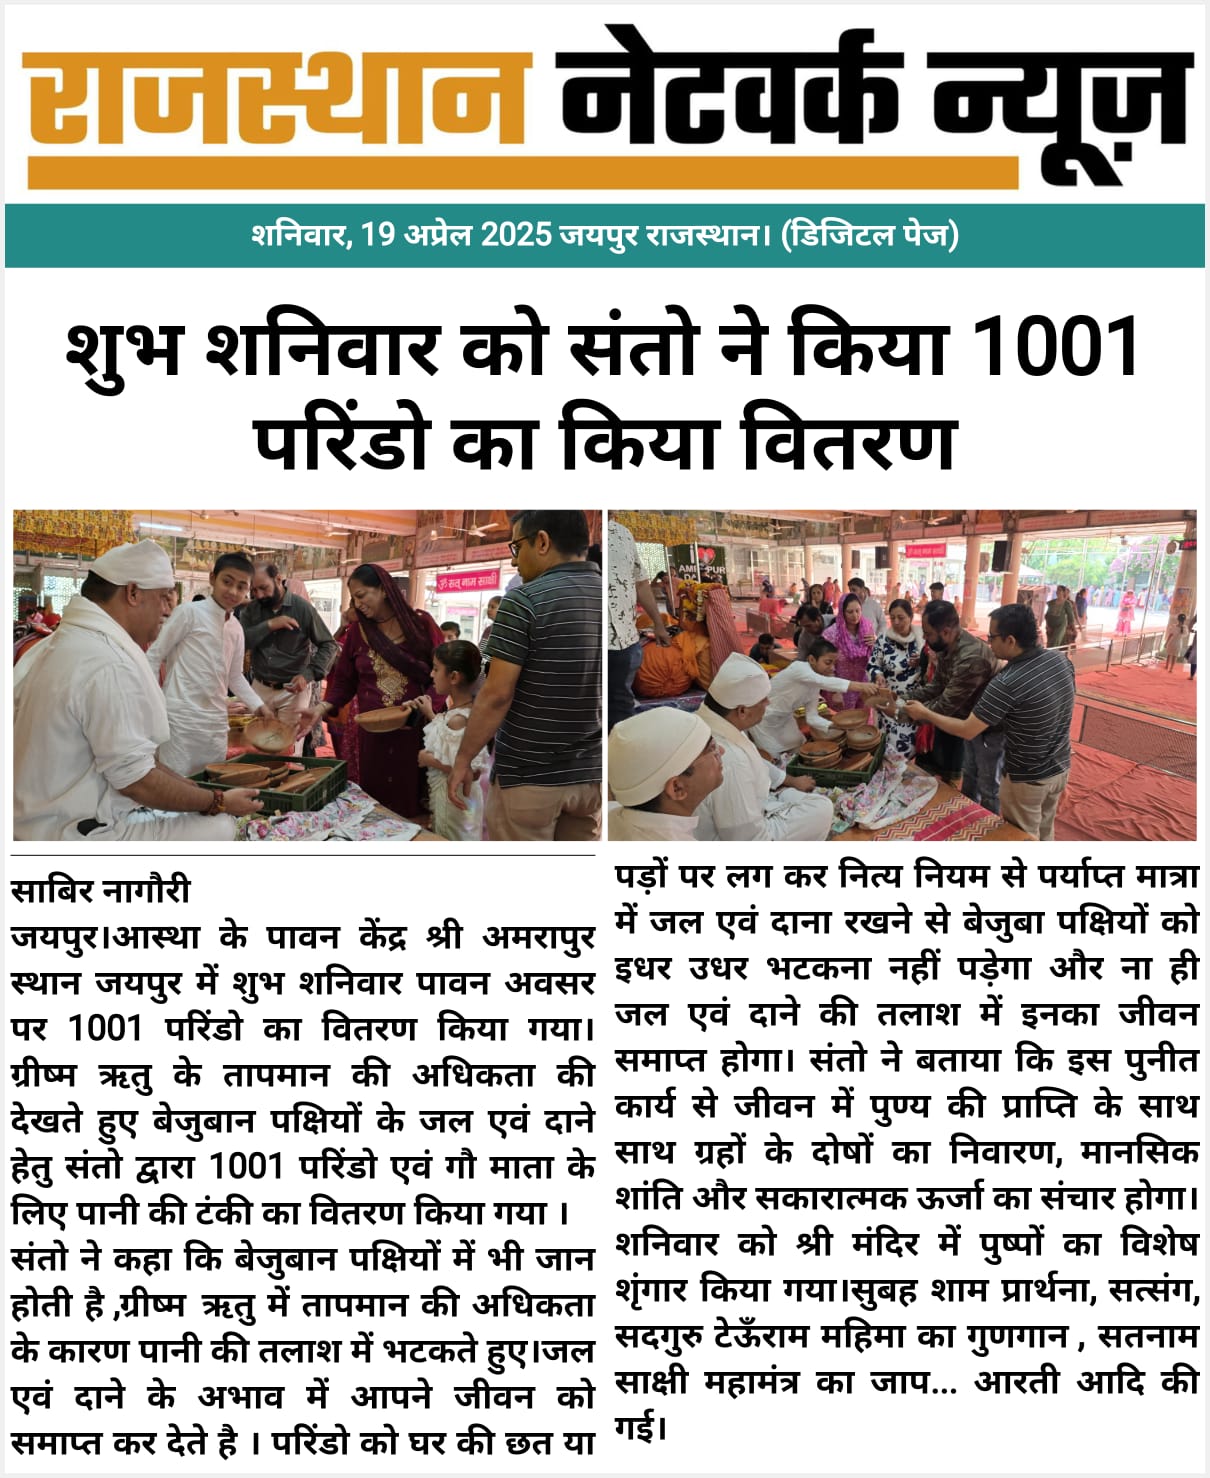 राजस्थान नेटवर्क न्यूज़
शनिवार, 19 अप्रेल 2025 जयपुर राजस्थान। (डिजिटल पेज)
शुभ शनिवार को संतो ने किया 1001
परिंडो का किया वितरण
ॐ सत् नाम साक्षी
साबिर नागौरी
जयपुर।आस्था के पावन केंद्र श्री अमरापुर
स्थान जयपुर में शुभ शनिवार पावन अवसर
पर 1001 परिंडो का वितरण किया गया।
ग्रीष्म ऋतु के तापमान की अधिकता की
देखते हुए बेजुबान पक्षियों के जल एवं दाने
हेतु संतो द्वारा 1001 परिंडो एवं गौ माता के
लिए पानी की टंकी का वितरण किया गया ।
संतो ने कहा कि बेजुबान पक्षियों में भी जान
होती है ,ग्रीष्म ऋतु में तापमान की अधिकता
के कारण पानी की तलाश में भटकते हुए।जल
एवं दाने के अभाव में आपने जीवन को
समाप्त कर देते है । परिंडो को घर की छत या
पड़ों पर लग कर नित्य नियम से पर्याप्त मात्रा
में जल एवं दाना रखने से बेजुबा पक्षियों को
इधर उधर भटकना नहीं पड़ेगा और ना ही
जल एवं दाने की तलाश में इनका जीवन
समाप्त होगा। संतो ने बताया कि इस पुनीत
कार्य से जीवन में पुण्य की प्राप्ति के साथ
साथ ग्रहों के दोषों का निवारण, मानसिक
शांति और सकारात्मक ऊर्जा का संचार होगा।
शनिवार को श्री मंदिर में पुष्पों का विशेष
शृंगार किया गया।सुबह शाम प्रार्थना, सत्संग,
सदगुरु टेऊँराम महिमा का गुणगान , सतनाम
साक्षी महामंत्र का जाप... आरती आदि की
गई।